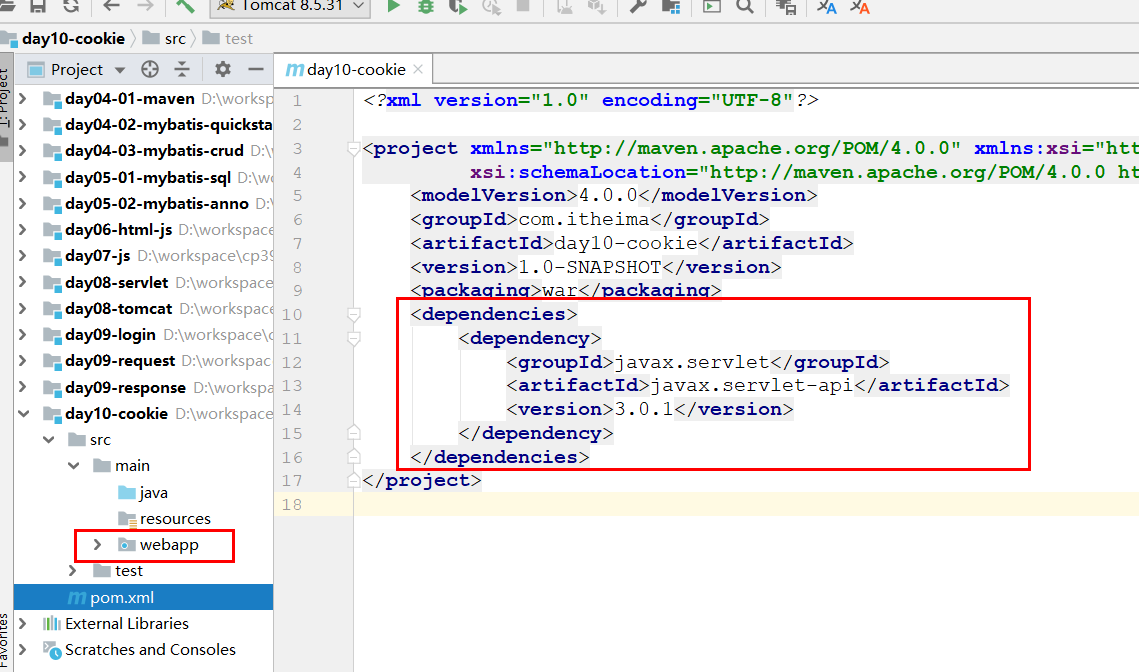 Tomcat 8.5.31
day10-cookie
src
test
1: Project
Project
day10-cookie
day04-01-maven D:\worksp
day04-02-mybatis-quicksta
day04-03-mybatis-crud D:\
day05-01-mybatis-sql D:\wo
day05-02-mybatis-anno D:
day06-html-js D:\workspace
day07-js D:\workspace\cp39
day08-servlet D:\workspace
day08-tomcat D:\workspac
day09-login D:\workspace\c
day09-request D:\workspac
day09-response D:\workspa
day10-cookie D:\workspace
src
main
java
resources
webapp
test
pom.xml
External Libraries
Scratches and Consoles
Favorites
1 <?xml version="1.0" encoding="UTF-8"?>
2
3 <project xmlns="http://maven.apache.org/POM/4.0.0" xmlns:xsi="htt
4 xsi:schemaLocation="http://maven.apache.org/POM/4.0.0 ht
5 <modelVersion>4.0.0</modelVersion>
6 <groupId>com.itheima</groupId>
7 <artifactId>day10-cookie</artifactId>
8 <version>1.0-SNAPSHOT</version>
9 <packaging>war</packaging>
10 <dependencies>
11 <dependency>
12 <groupId>javax.servlet</groupId>
13 <artifactId>javax.servlet-api</artifactId>
14 <version>3.0.1</version>
15 </dependency>
16 </dependencies>
17 </project>
18